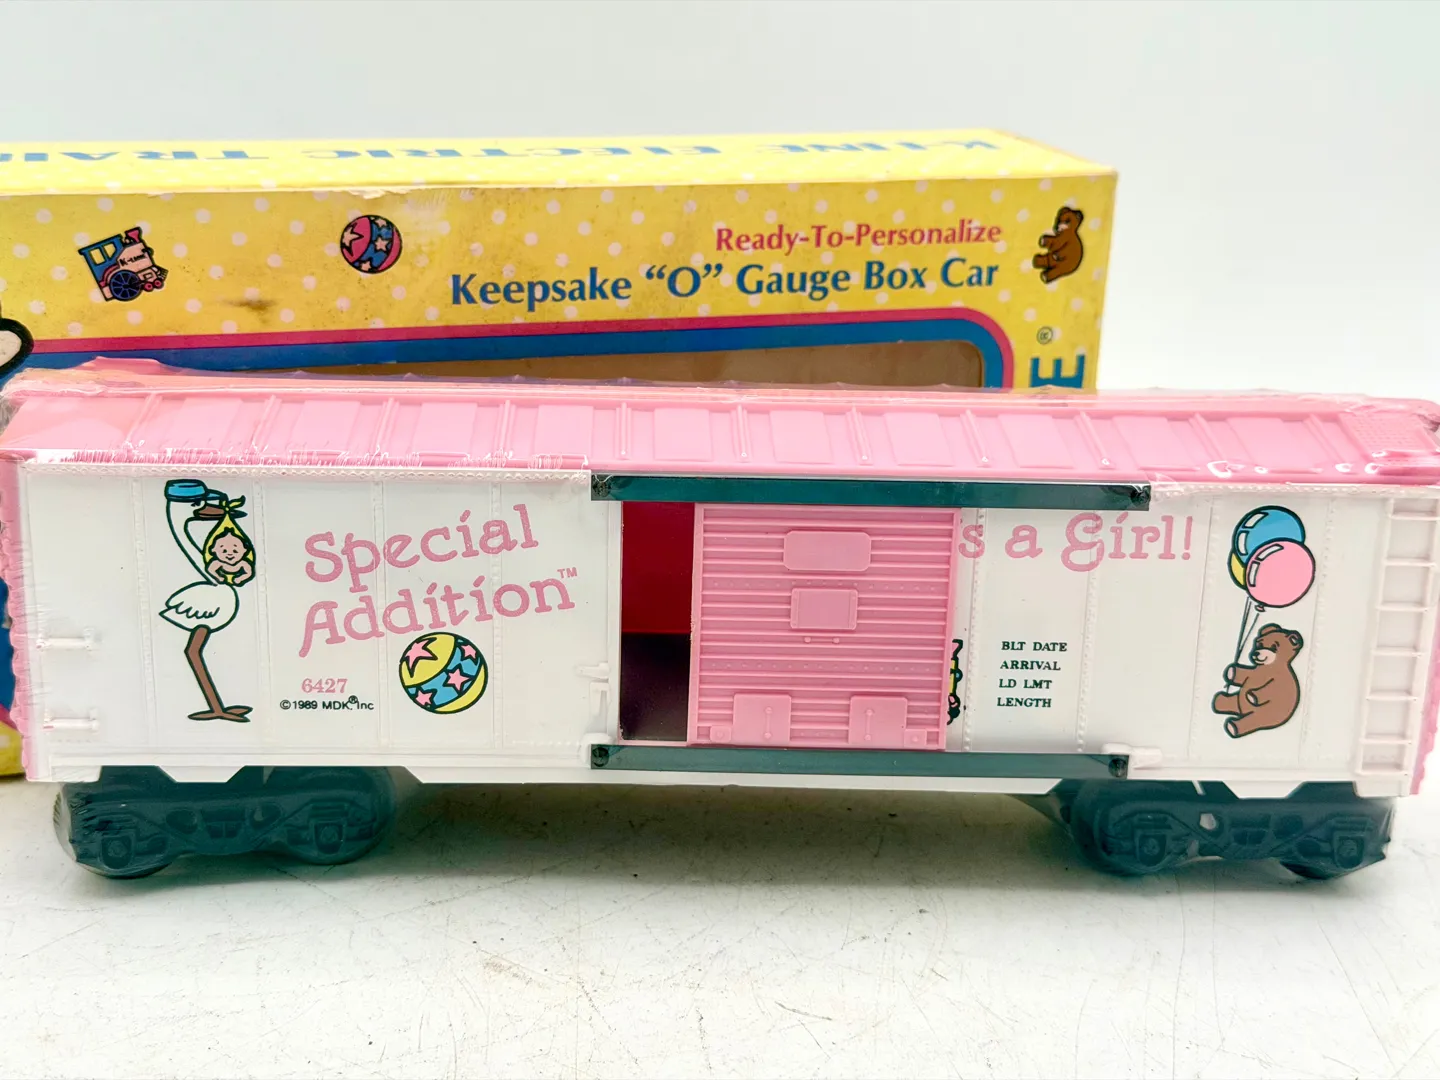 K-LINE ELECTRIC TRAI
Ready-To-Personalize
Keepsake "O" Gauge Box Car
K-LINE
®
E
Special
Addition™
6427
©1989 MDK,® Inc
s a Girl!
BLT DATE
ARRIVAL
LD LMT
LENGTH